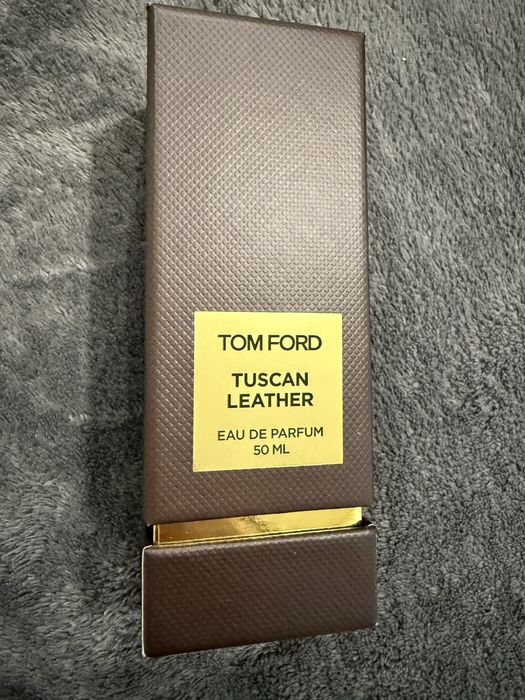 TOM FORD
TUSCAN
LEATHER
EAU DE PARFUM
50 ML